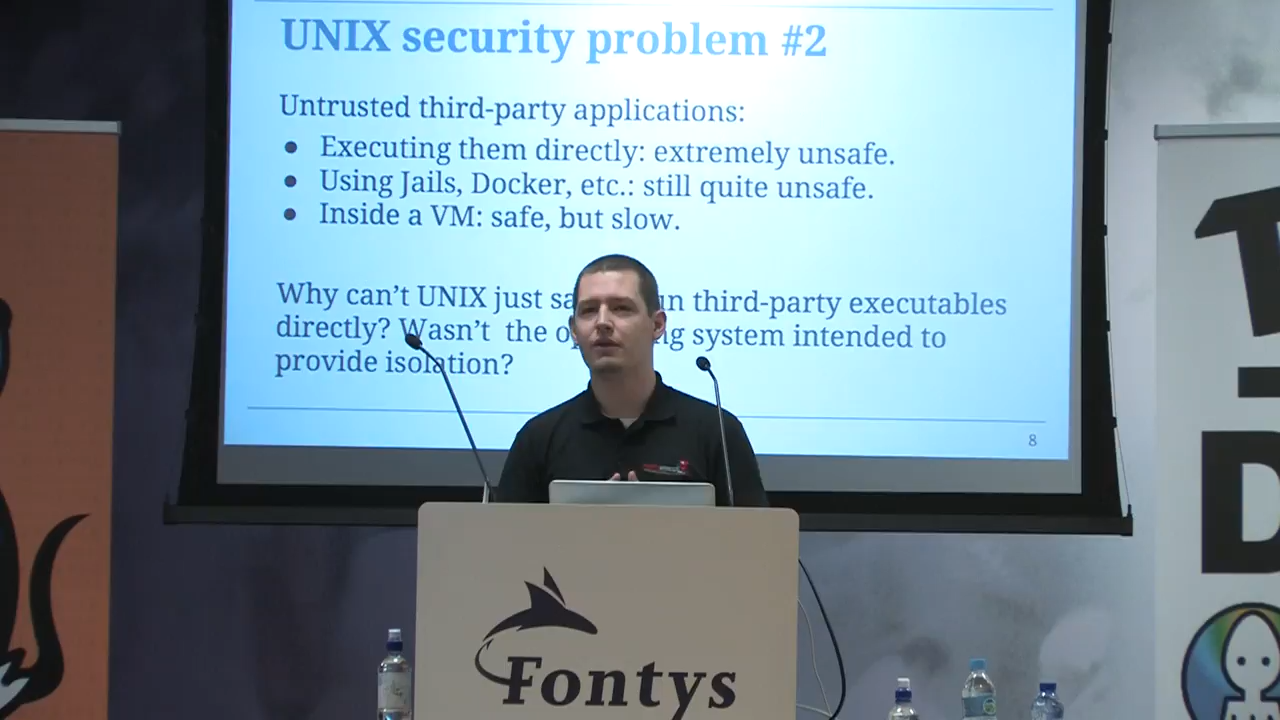 UNIX security problem #2
Untrusted third-party applications:
● Executing them directly: extremely unsafe.
● Using Jails, Docker, etc.: still quite unsafe.
● Inside a VM: safe, but slow.
Why can't UNIX just third-party executables
directly? Wasn't the system intended to
provide isolation?
8
Fontys